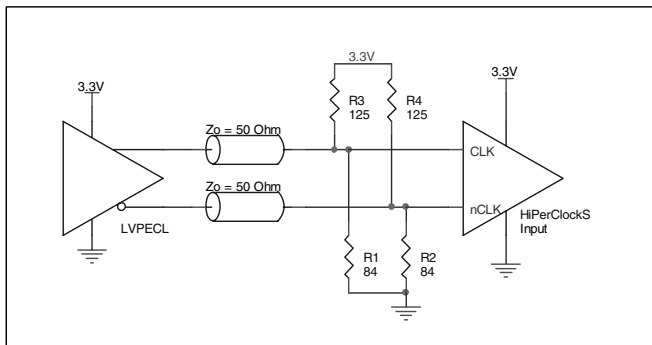 3.3V
3.3V
3.3V
R3
125
R4
125
Zo = 50 Ohm
CLK
Zo = 50 Ohm
nCLK
HiPerClockS
Input
LVPECL
R1
84
R2
84